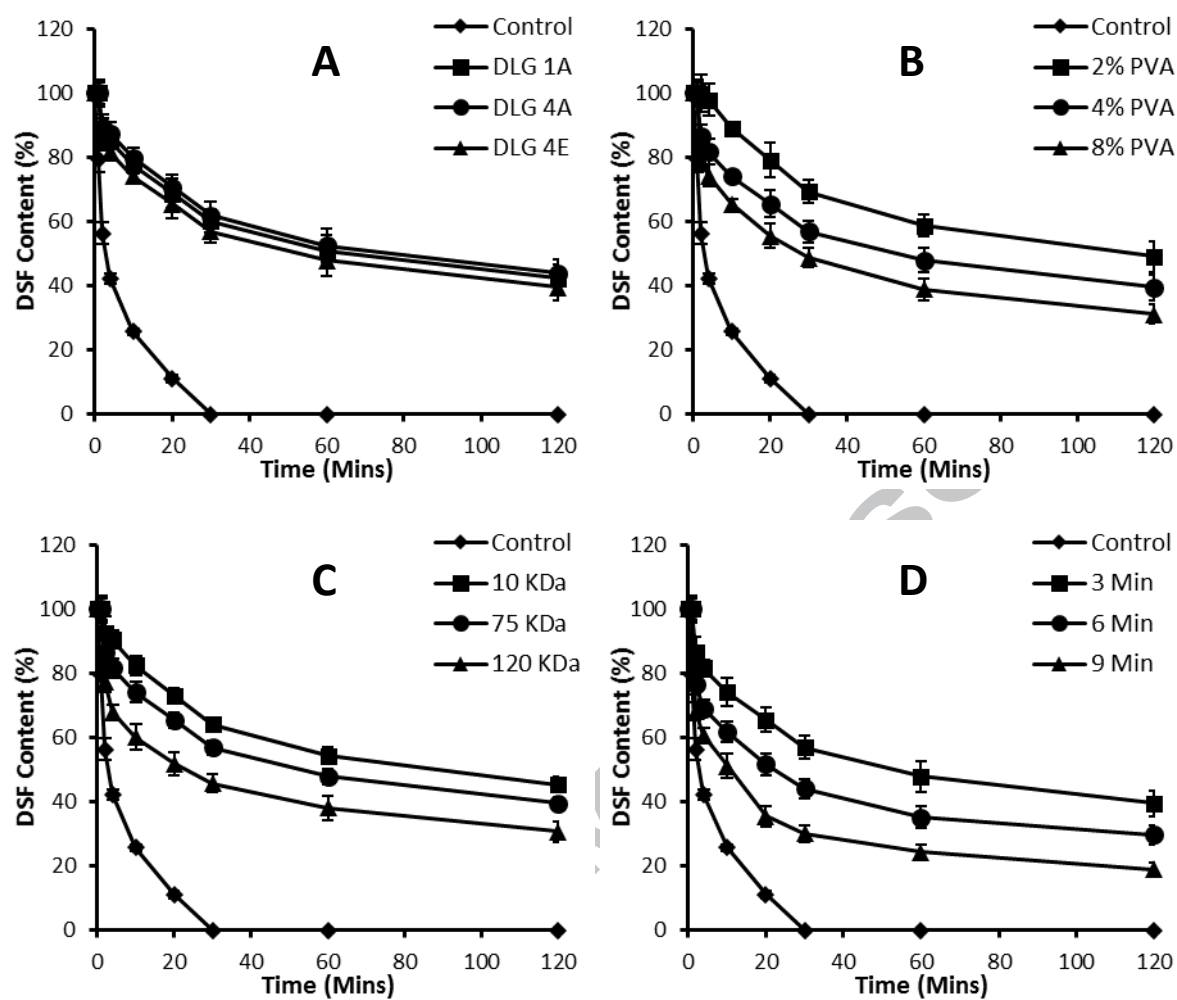 A
Control
DLG 1A
DLG 4A
DLG 4E
DSF Content (%)
120
100
80
60
40
20
0
0 20 40 60 80 100 120
Time (Mins)
B
Control
2% PVA
4% PVA
8% PVA
DSF Content (%)
120
100
80
60
40
20
0
0 20 40 60 80 100 120
Time (Mins)
C
Control
10 KDa
75 KDa
120 KDa
DSF Content (%)
120
100
80
60
40
20
0
0 20 40 60 80 100 120
Time (Mins)
D
Control
3 Min
6 Min
9 Min
DSF Content (%)
120
100
80
60
40
20
0
0 20 40 60 80 100 120
Time (Mins)